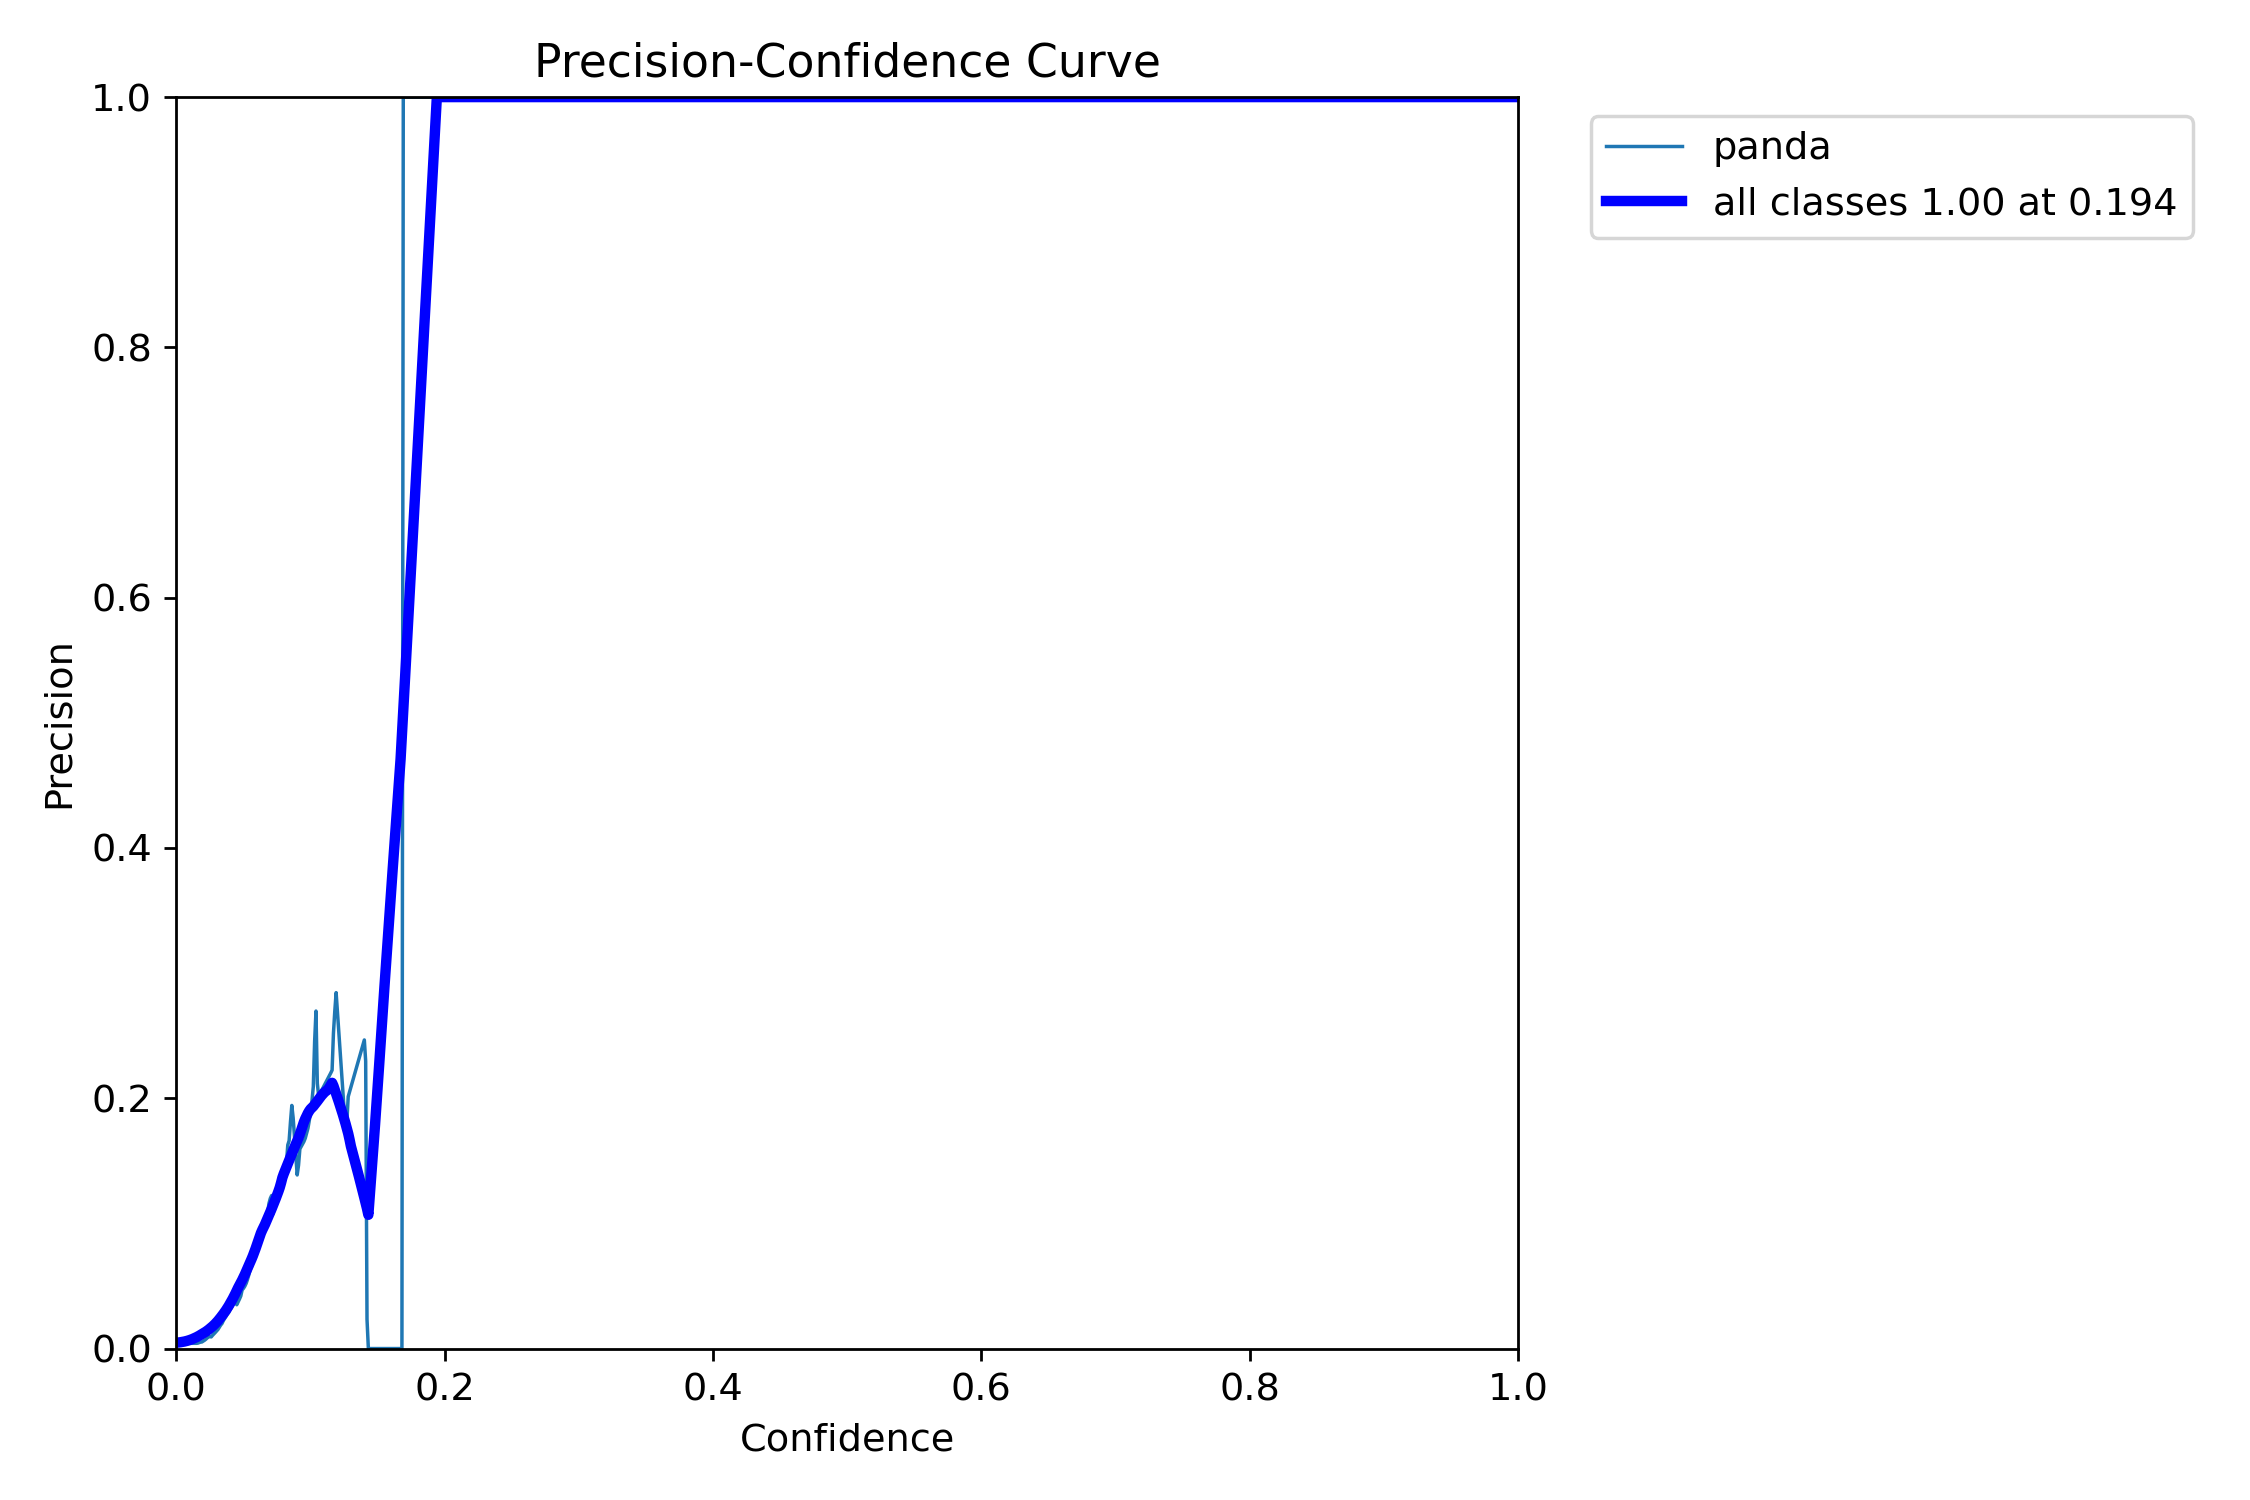 Precision-Confidence Curve
1.0
0.8
0.6
0.4
0.2
0.0
Precision
0.0 0.2 0.4 0.6 0.8 1.0
Confidence
panda
all classes 1.00 at 0.194